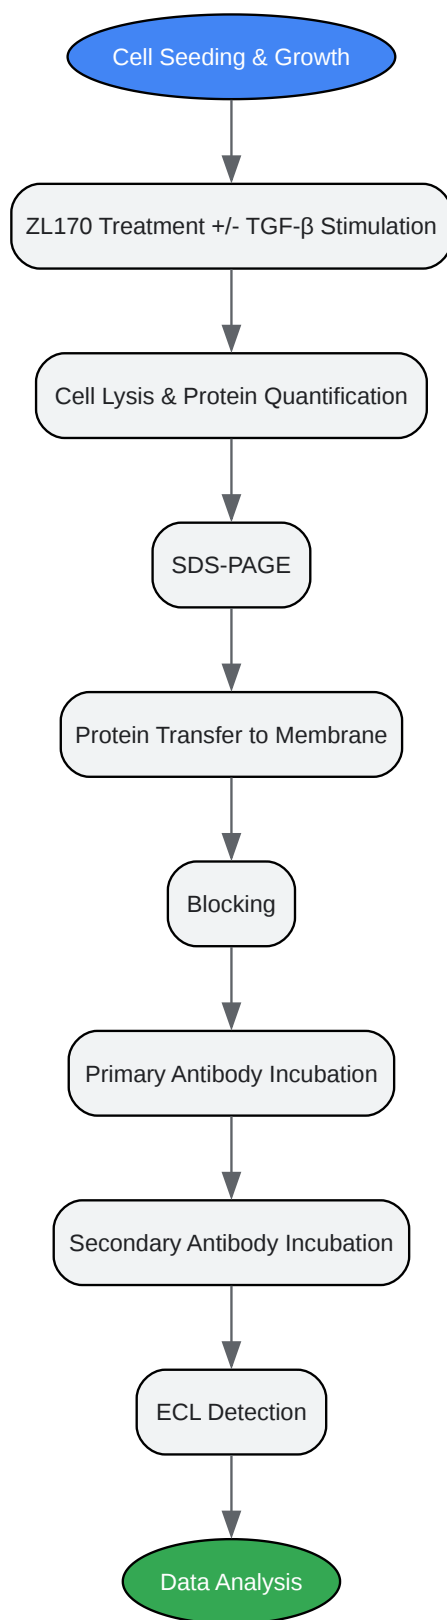 Cell Seeding & Growth
ZL170 Treatment +/- TGF-β Stimulation
Cell Lysis & Protein Quantification
SDS-PAGE
Protein Transfer to Membrane
Blocking
Primary Antibody Incubation
Secondary Antibody Incubation
ECL Detection
Data Analysis